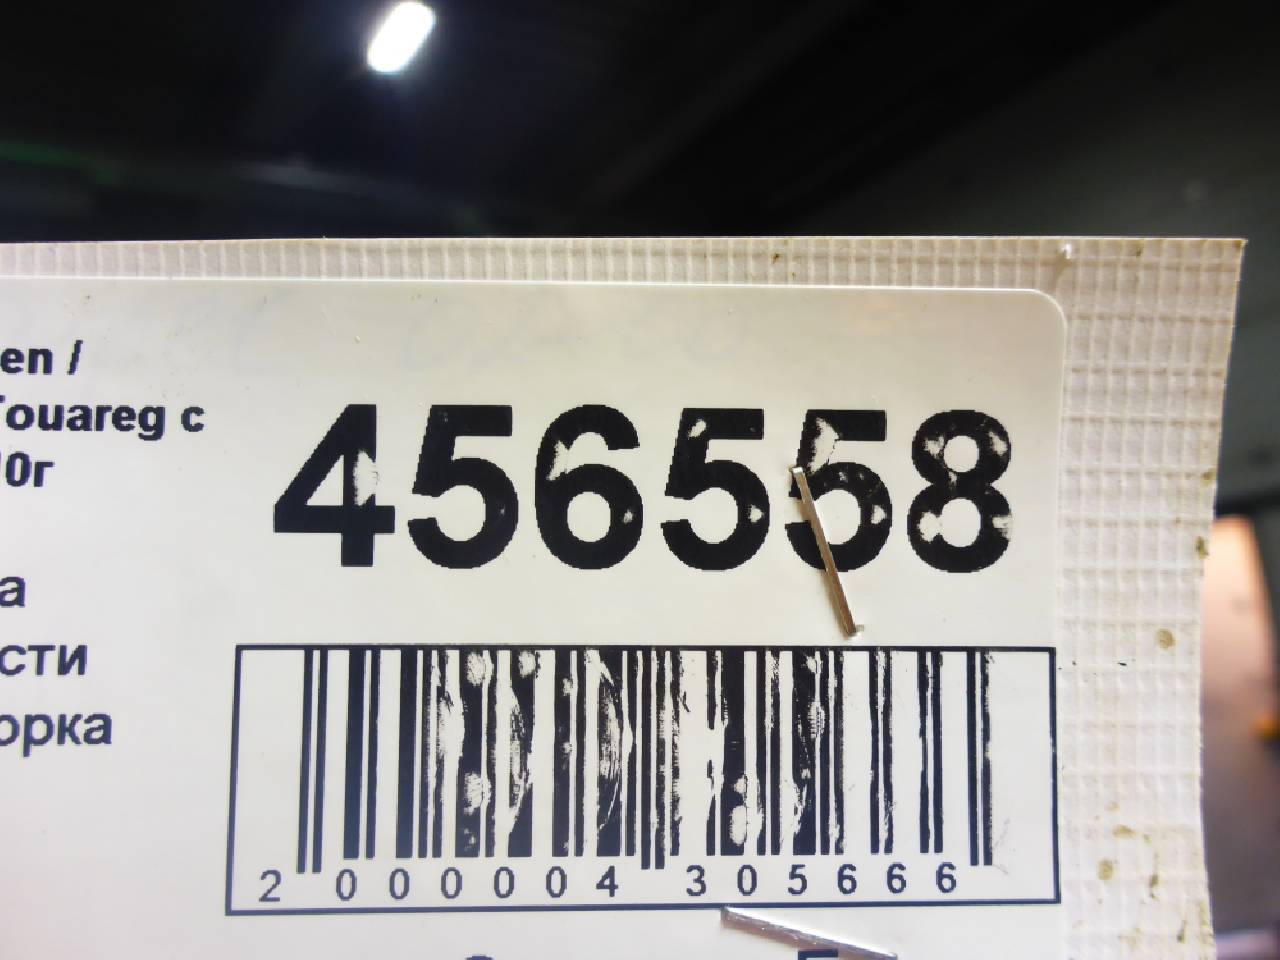 en /
Touareg с
0г
456558
а
сти
орка
2 000004 305666